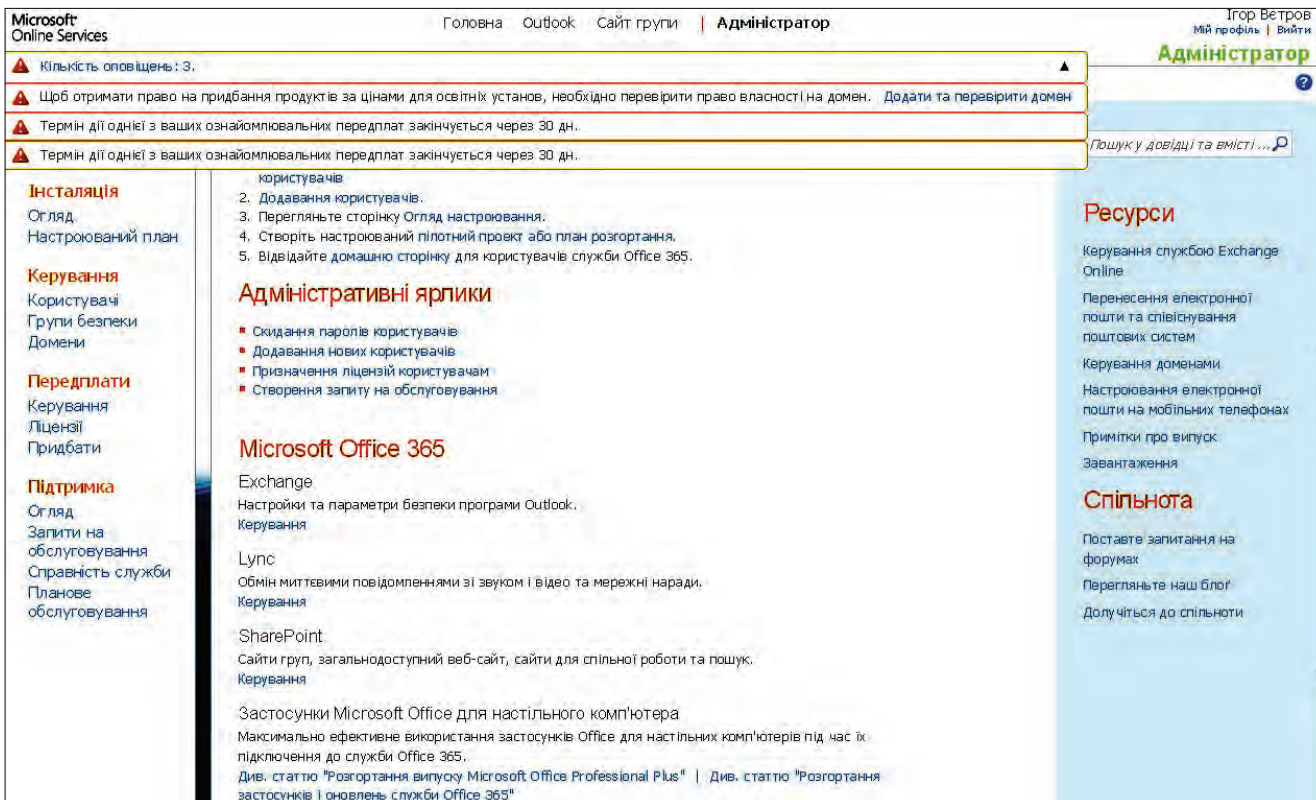 Microsoft®
Online Services
Головна Outlook Сайт групи | Адміністратор
Ігор Вєтров
Мій профіль | Вийти
Адміністратор
Кількість оповіщень: 3.
Щоб отримати право на придбання продуктів за цінами для освітніх установ, необхідно перевірити право власності на домен. Додати та перевірити домен
Термін дії однієї з ваших ознайомлювальних передплат закінчується через 30 дн.
Термін дії однієї з ваших ознайомлювальних передплат закінчується через 30 дн.
Пошук у довідці та вмісті ...
Інсталяція
Огляд
Настроюваний план
Керування
Користувачі
Групи безпеки
Домени
Передплати
Керування
Ліцензії
Придбати
Підтримка
Огляд
Запити на
обслуговування
Справність служби
Планове
обслуговування
користувачів
2. Додавання користувачів.
3. Перегляньте сторінку Огляд настроювання.
4. Створіть настроюваний пілотний проект або план розгортання.
5. Відвідайте домашню сторінку для користувачів служби Office 365.
Адміністративні ярлики
Скидання паролів користувачів
Додавання нових користувачів
Призначення ліцензій користувачам
Створення запиту на обслуговування
Microsoft Office 365
Exchange
Настройки та параметри безпеки програми Outlook.
Керування
Lync
Обмін миттєвими повідомленнями зі звуком і відео та мережні наради.
Керування
SharePoint
Сайти груп, загальнодоступний веб-сайт, сайти для спільної роботи та пошук.
Керування
Застосунки Microsoft Office для настільного комп'ютера
Максимально ефективне використання застосунків Office для настільних комп'ютерів під час їх
підключення до служби Office 365.
Див. статтю "Розгортання випуску Microsoft Office Professional Plus" | Див. статтю "Розгортання
застосунків і оновлень служби Office 365"
Ресурси
Керування службою Exchange
Online
Перенесення електронної
пошти та співіснування
поштових систем
Керування доменами
Настроювання електронної
пошти на мобільних телефонах
Примітки про випуск
Завантаження
Спільнота
Поставте запитання на
форумах
Перегляньте наш блоґ
Долучіться до спільноти